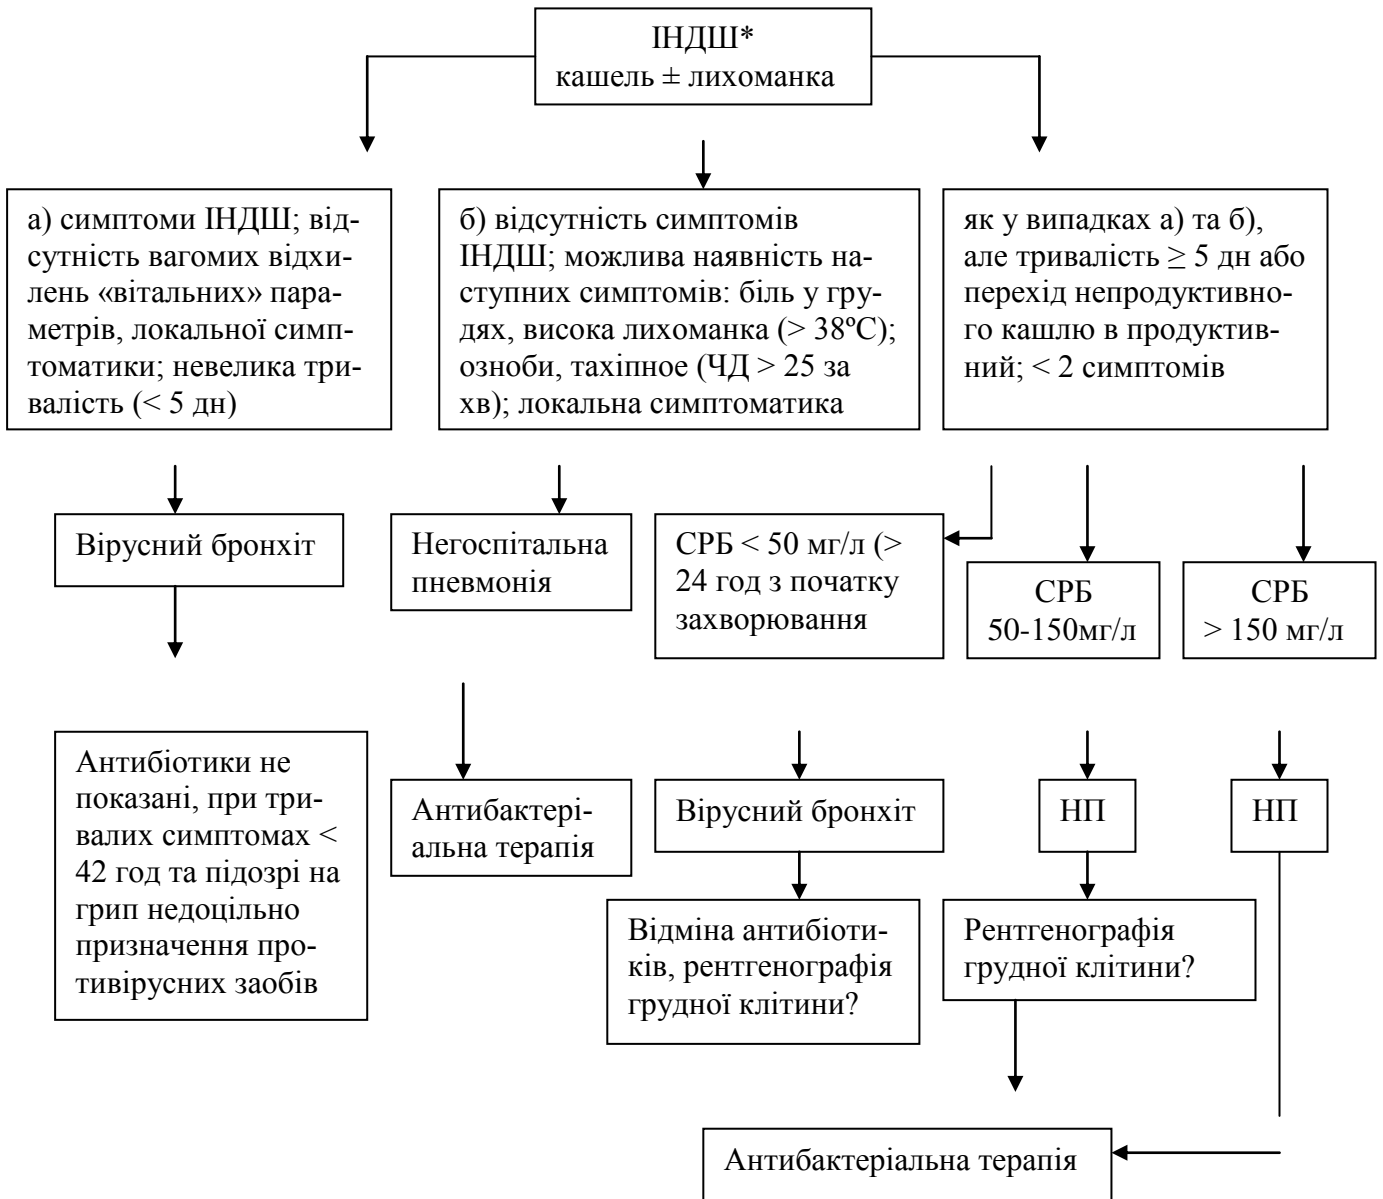 ІНДШ*
кашель ± лихоманка
а) симптоми ІНДШ; від-
сутність вагомих відхи-
лень «вітальних» пара-
метрів, локальної симп-
томатики; невелика три-
валість (< 5 дн)
б) відсутність симптомів
ІНДШ; можлива наявність на-
ступних симптомів: біль у гру-
дях, висока лихоманка (> 38ºС);
ознοби, тахіпное (ЧД > 25 за
хв); локальна симптоматика
як у випадках а) та б),
але тривалість ≥ 5 дн або
перехід непродуктивно-
го кашлю в продуктив-
ний; < 2 симптомів
Вірусний бронхіт
Негоспітальна
пневмонія
СРБ < 50 мг/л (>
24 год з початку
захворювання
СРБ
50-150мг/л
СРБ
> 150 мг/л
Антибіотики не
показані, при три-
валих симптомах <
42 год та підозрі на
грип недоцільно
призначення про-
тивірусних заобів
Антибактері-
альна терапія
Вірусний бронхіт
НП
НП
Відміна антибіоти-
ків, рентгенографія
грудної клітини?
Рентгенографія
грудної клітини?
Антибактеріальна терапія